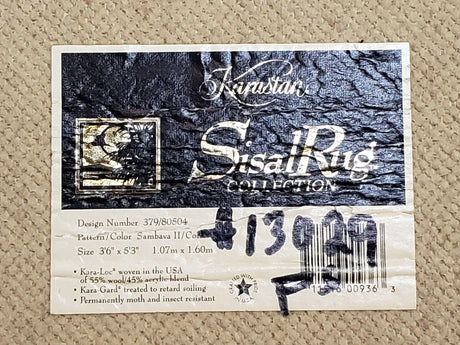 Karastan
Sisal Rug
COLLECTION
Design Number 379/80504
Pattern/Color Sambava II/
Size 3'6" x 5'3" 1.07m x 1.60m
#13029
• Kara-Loc® woven in the USA
of 55% wool/45% acrylic blend
• Kara Gard® treated to retard soiling
• Permanently moth and insect resistant
00936 3